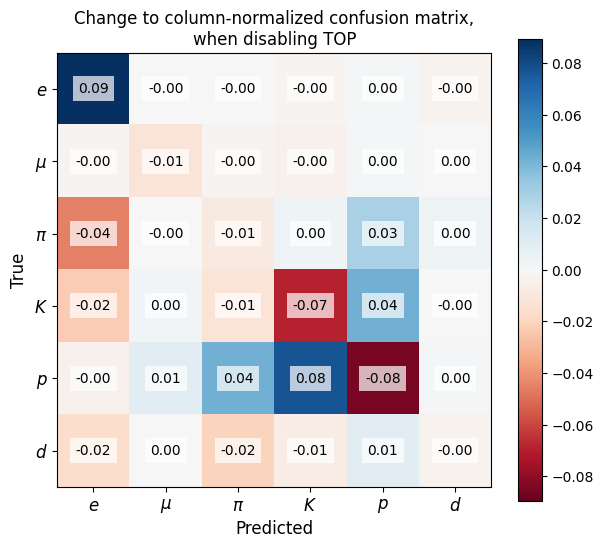 Change to column-normalized confusion matrix,
when disabling TOP
e 0.09 -0.00 -0.00 -0.00 0.00 -0.00
μ -0.00 -0.01 -0.00 -0.00 0.00 0.00
π -0.04 -0.00 -0.01 0.00 0.03 0.00
K -0.02 0.00 -0.01 -0.07 0.04 -0.00
p -0.00 0.01 0.04 0.08 -0.08 0.00
d -0.02 0.00 -0.02 -0.01 0.01 -0.00
e μ π K p d
Predicted
True
0.08
0.06
0.04
0.02
0.00
−0.02
−0.04
−0.06
−0.08